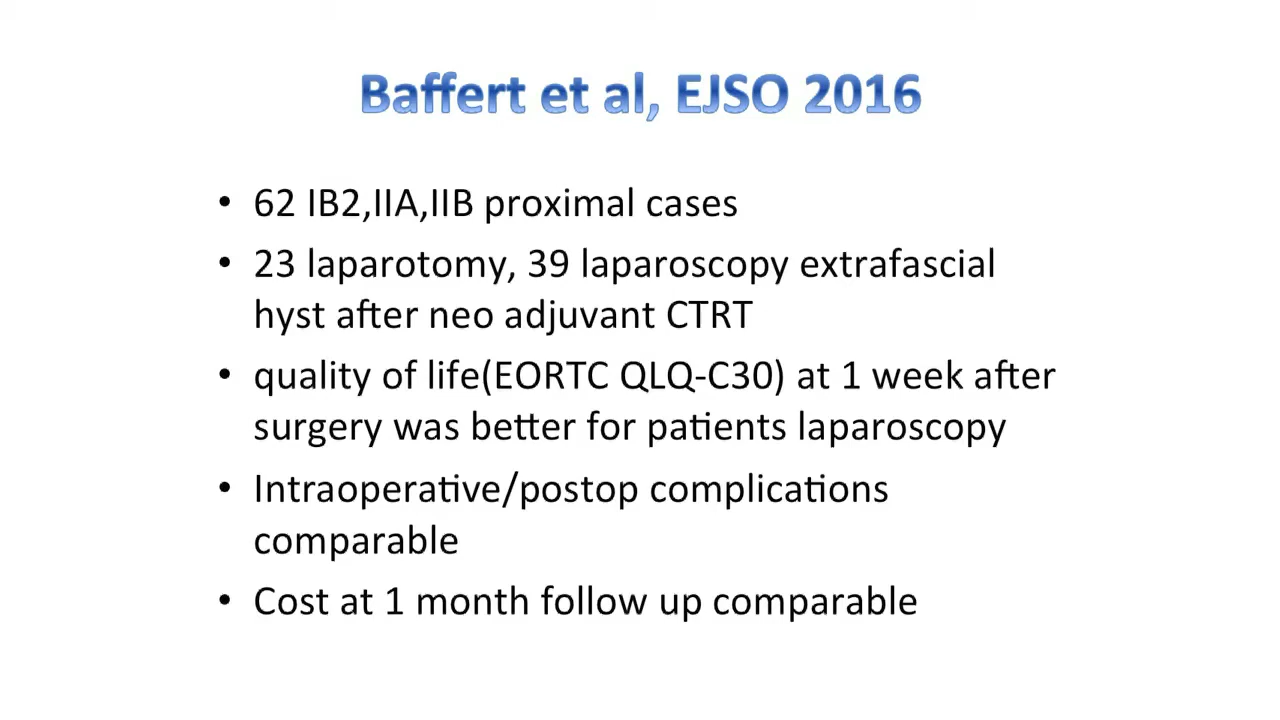 Baffert et al, EJSO 2016
• 62 IB2,IIA,IIB proximal cases
• 23 laparotomy, 39 laparoscopy extrafascial
hyst after neo adjuvant CTRT
• quality of life(EORTC QLQ-C30) at 1 week after
surgery was better for patients laparoscopy
• Intraoperative/postop complications
comparable
• Cost at 1 month follow up comparable